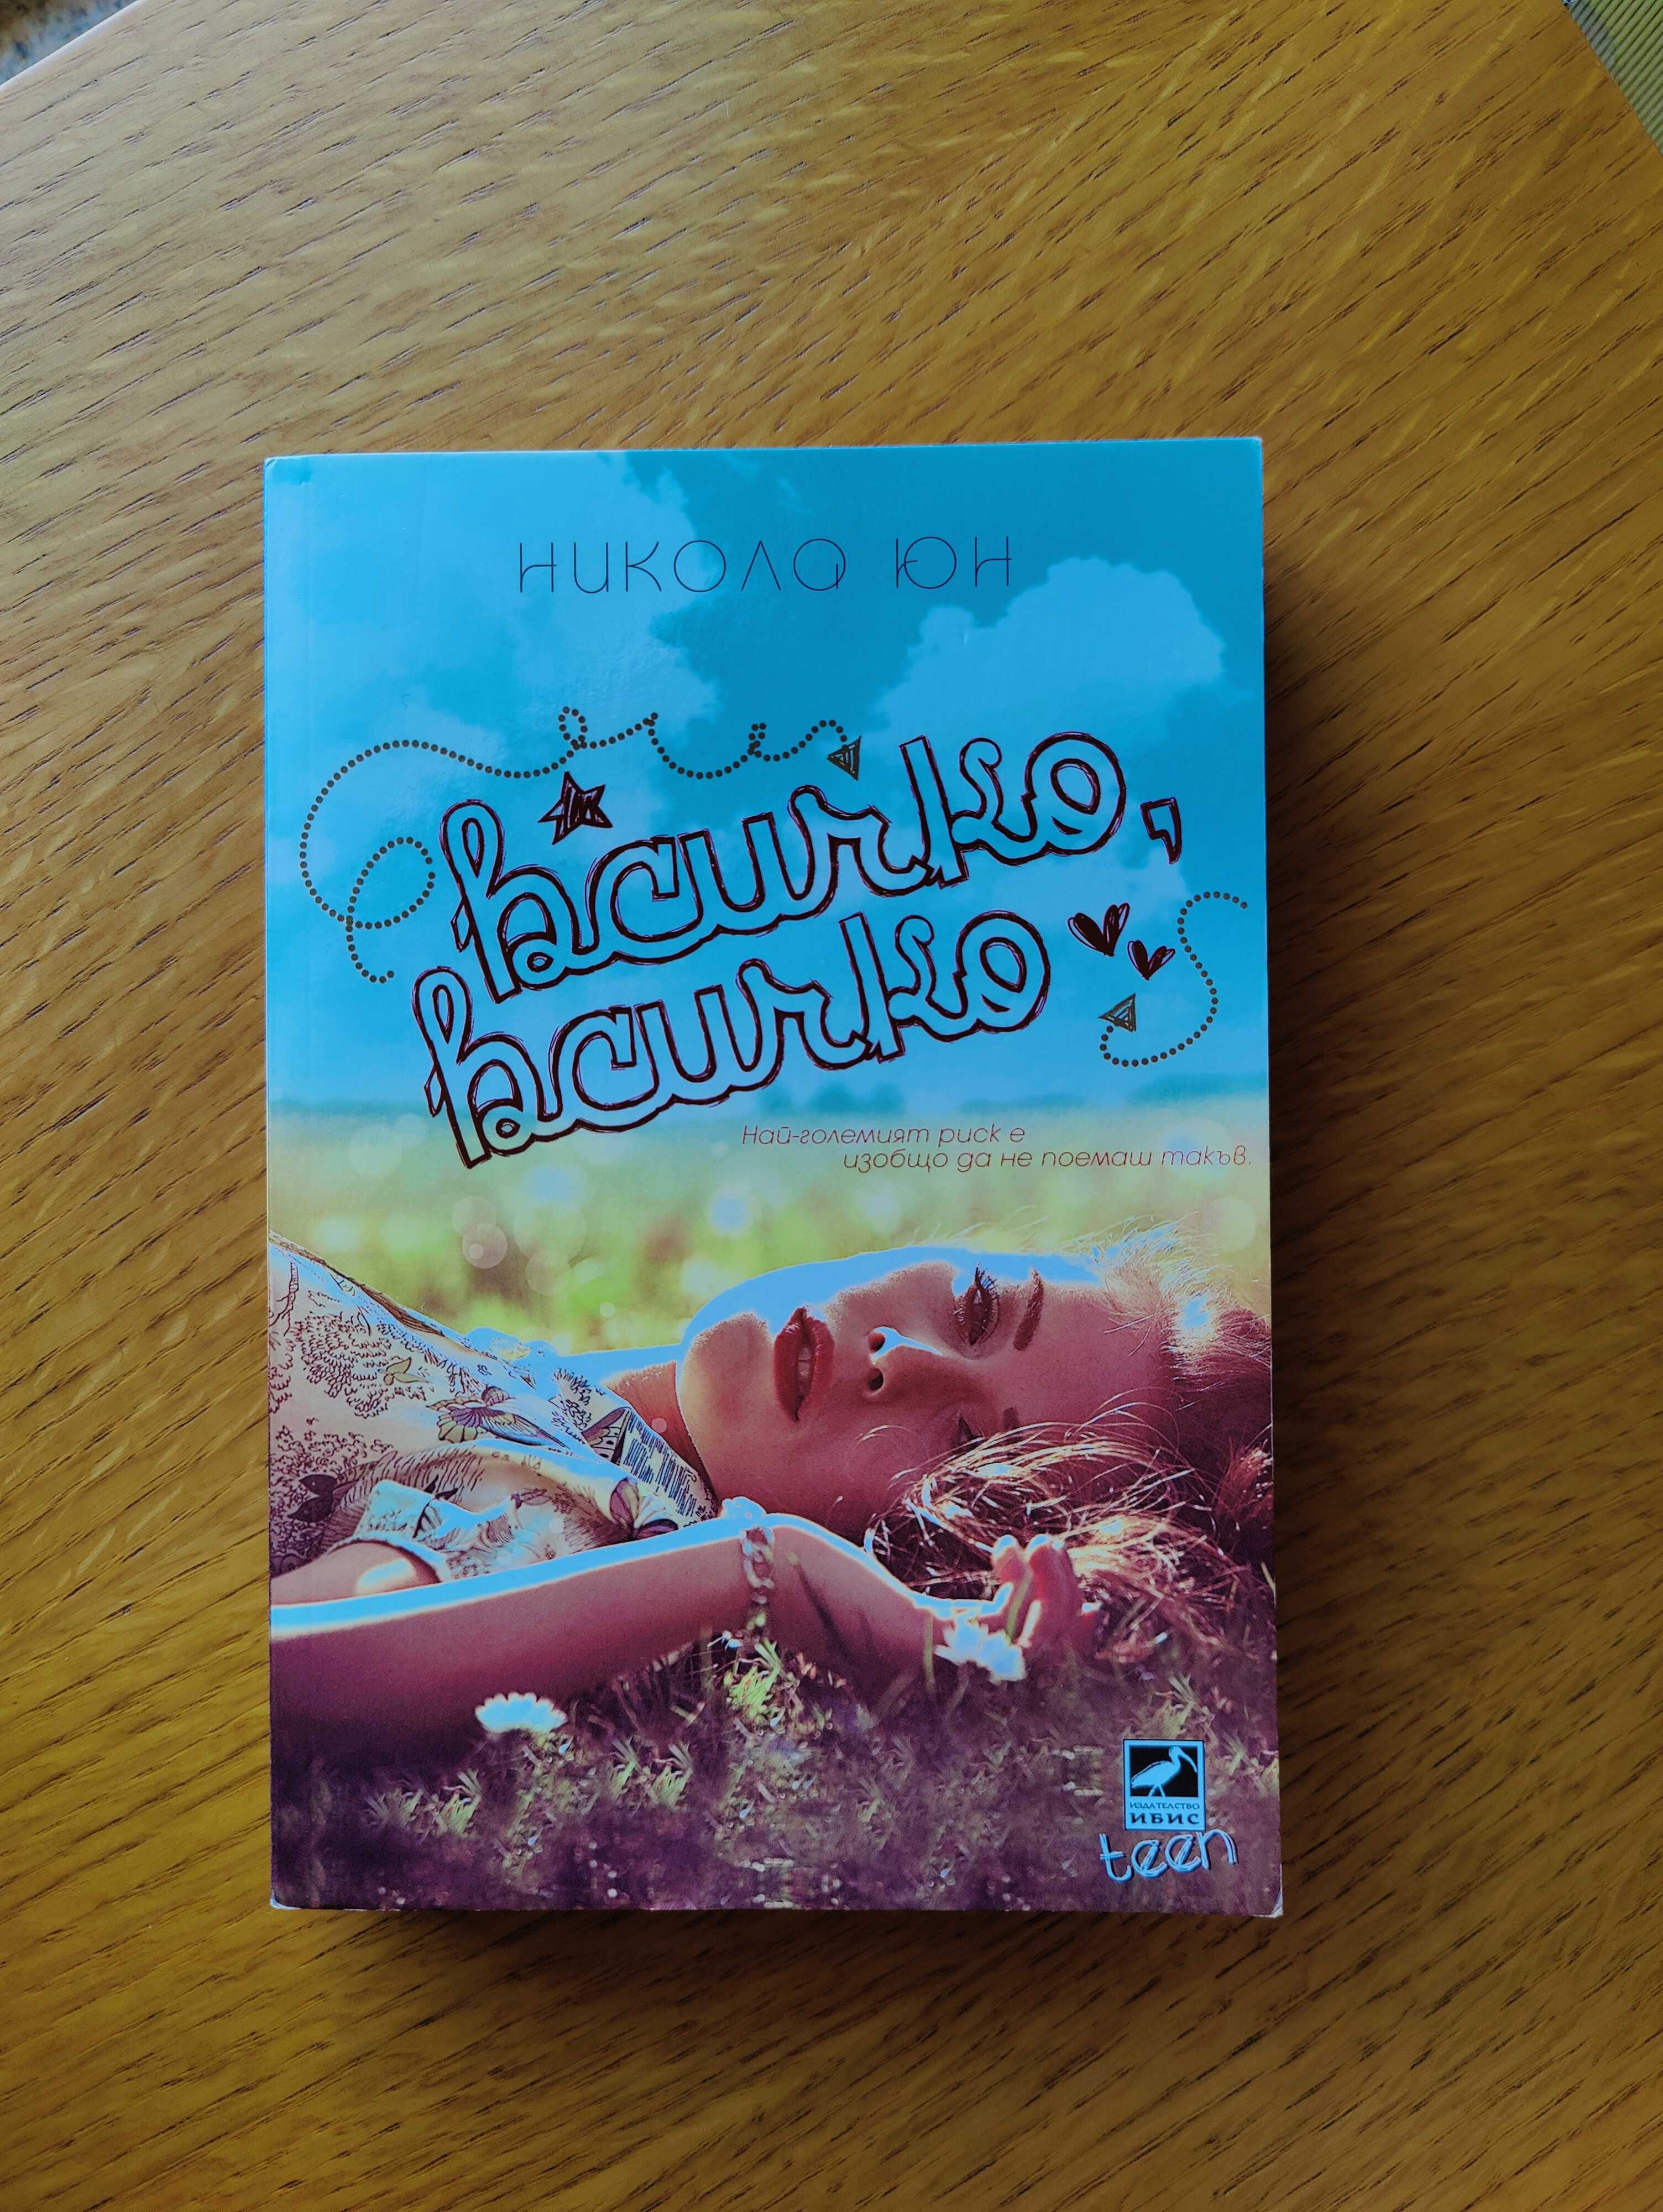 НИКОЛА ЮН
всичко,
всичко
Най-големият риск е
изобщо да не поемаш такъв.
ИЗДАТЕЛСТВО
ИБИС
teen